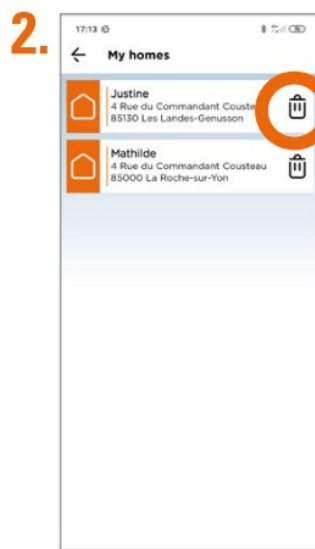 2.
17:13
My homes
Justine
4 Rue du Commandant Couste
85130 Les Landes-Genusson
Mathilde
4 Rue du Commandant Cousteau
85000 La Roche-sur-Yon